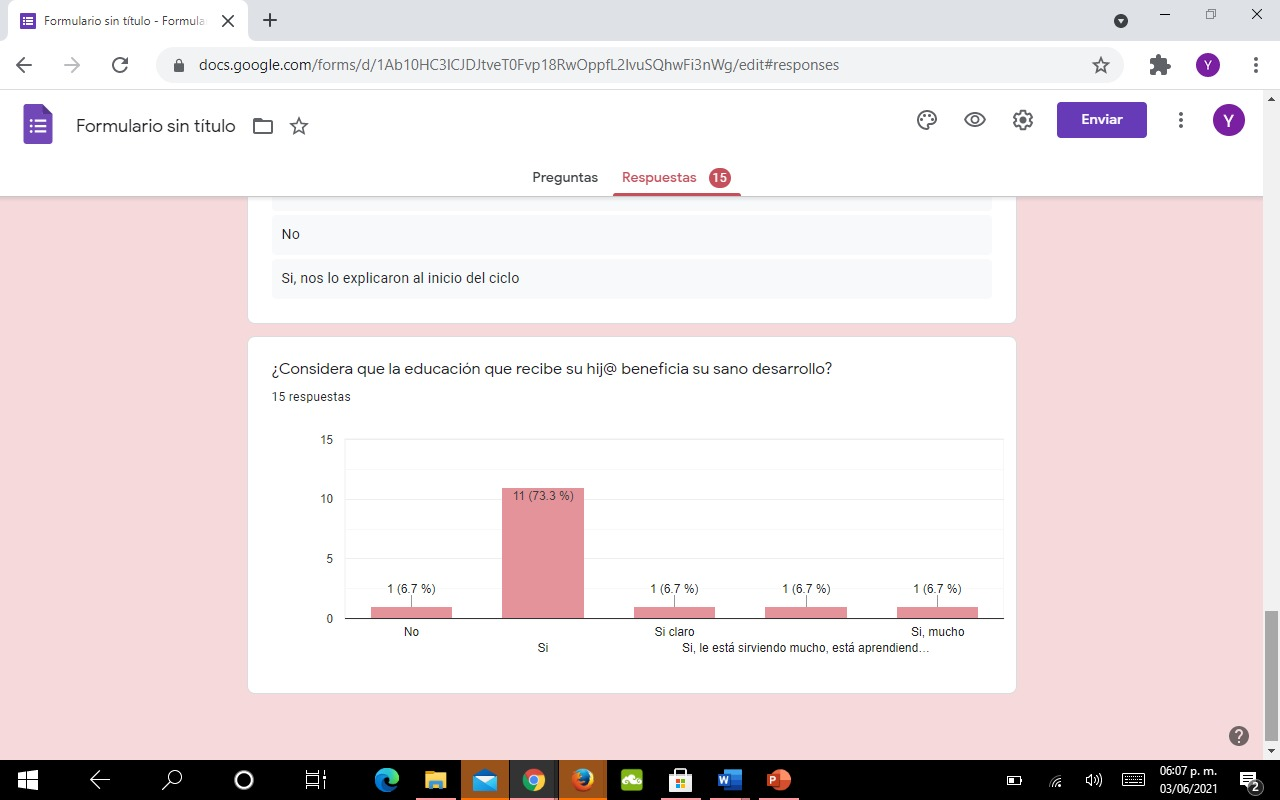 Formulario sin título - Formula
docs.google.com/forms/d/1Ab10HC3ICJDJtveT0Fvp18RwOppfL2IvuSQhwFi3nWg/edit#responses
Y
Formulario sin título
Enviar
Y
Preguntas
Respuestas 15
No
Si, nos lo explicaron al inicio del ciclo
¿Considera que la educación que recibe su hij@ beneficia su sano desarrollo?
15 respuestas
15
10
5
0
1 (6.7 %)
11 (73.3 %)
1 (6.7 %)
1 (6.7 %)
1 (6.7 %)
No
Si
Si claro
Si, le está sirviendo mucho, está aprendiend...
Si, mucho
06:07 p. m.
03/06/2021
2